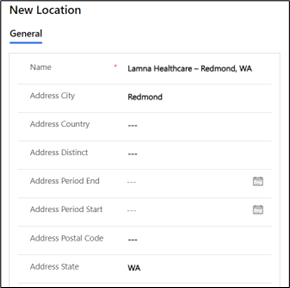 New Location
General
Name * Lamna Healthcare – Redmond, WA
Address City Redmond
Address Country ---
Address Distinct ---
Address Period End ---
Address Period Start ---
Address Postal Code ---
Address State WA